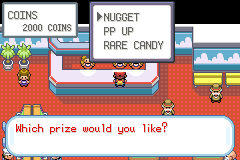 COINS
2000 COINS
▶NUGGET
PP UP
RARE CANDY
Which prize would you like?